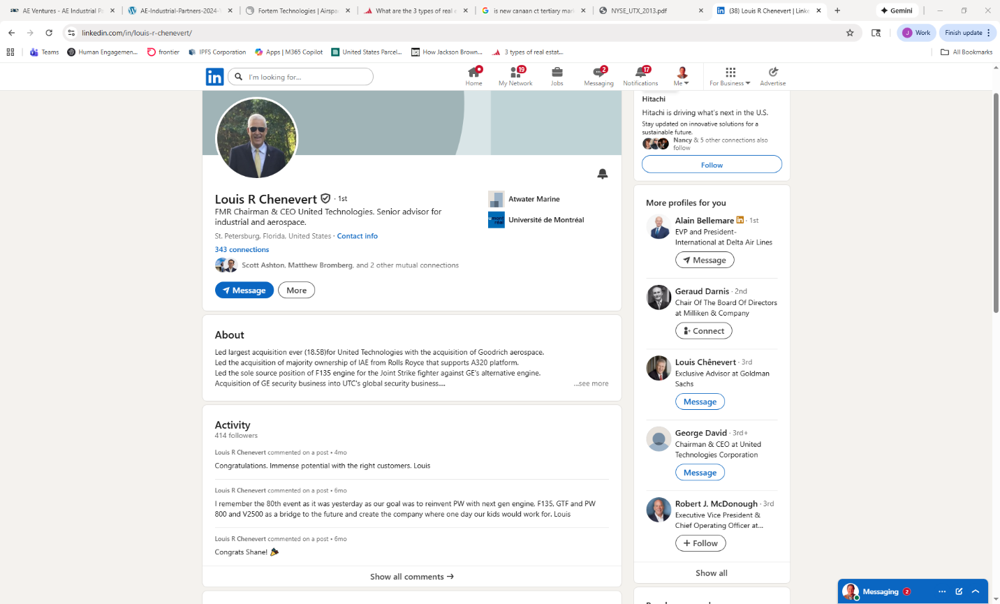 AE Ventures - AE Industrial Pa
AE-Industrial-Partners-2024-
Fortem Technologies | Airspac
What are the 3 types of real e
is new canaan ct tertiary mark
NYSE_UTX_2013.pdf
(38) Louis R Chenevert | Linke
Gemini
linkedin.com/in/louis-r-chenevert/
J Work
Finish update
Teams
Human Engagemen...
frontier
IPFS Corporation
Apps | M365 Copilot
United States Parcel...
How Jackson Brown...
3 types of real estat...
All Bookmarks
in
I'm looking for...
Home
19
My Network
Jobs
2
Messaging
17
Notifications
Me
For Business
Advertise
Louis R Chenevert · 1st
FMR Chairman & CEO United Technologies. Senior advisor for
industrial and aerospace.
St. Petersburg, Florida, United States · Contact info
343 connections
Scott Ashton, Matthew Bromberg, and 2 other mutual connections
Message
More
Atwater Marine
Université de Montréal
About
Led largest acquisition ever (18.5B)for United Technologies with the acquisition of Goodrich aerospace.
Led the acquisition of majority ownership of IAE from Rolls Royce that supports A320 platform.
Led the sole source position of F135 engine for the Joint Strike fighter against GE's alternative engine.
Acquisition of GE security business into UTC's global security business....
...see more
Activity
414 followers
Louis R Chenevert commented on a post • 4mo
Congratulations. Immense potential with the right customers. Louis
Louis R Chenevert commented on a post • 6mo
I remember the 80th event as it was yesterday as our goal was to reinvent PW with next gen engine, F135, GTF and PW
800 and V2500 as a bridge to the future and create the company where one day our kids would work for. Louis
Louis R Chenevert commented on a post • 6mo
Congrats Shane! 🎉
Show all comments →
Hitachi
Hitachi is driving what's next in the U.S.
Stay updated on innovative solutions for a
sustainable future.
Nancy & 5 other connections also
follow
Follow
More profiles for you
Alain Bellemare in · 1st
EVP and President-
International at Delta Air Lines
Message
Geraud Darnis · 2nd
Chair Of The Board Of Directors
at Milliken & Company
Connect
Louis Chênevert · 3rd
Exclusive Advisor at Goldman
Sachs
Message
George David · 3rd+
Chairman & CEO at United
Technologies Corporation
Message
Robert J. McDonough · 3rd
Executive Vice President &
Chief Operating Officer at...
+ Follow
Show all
Messaging 2